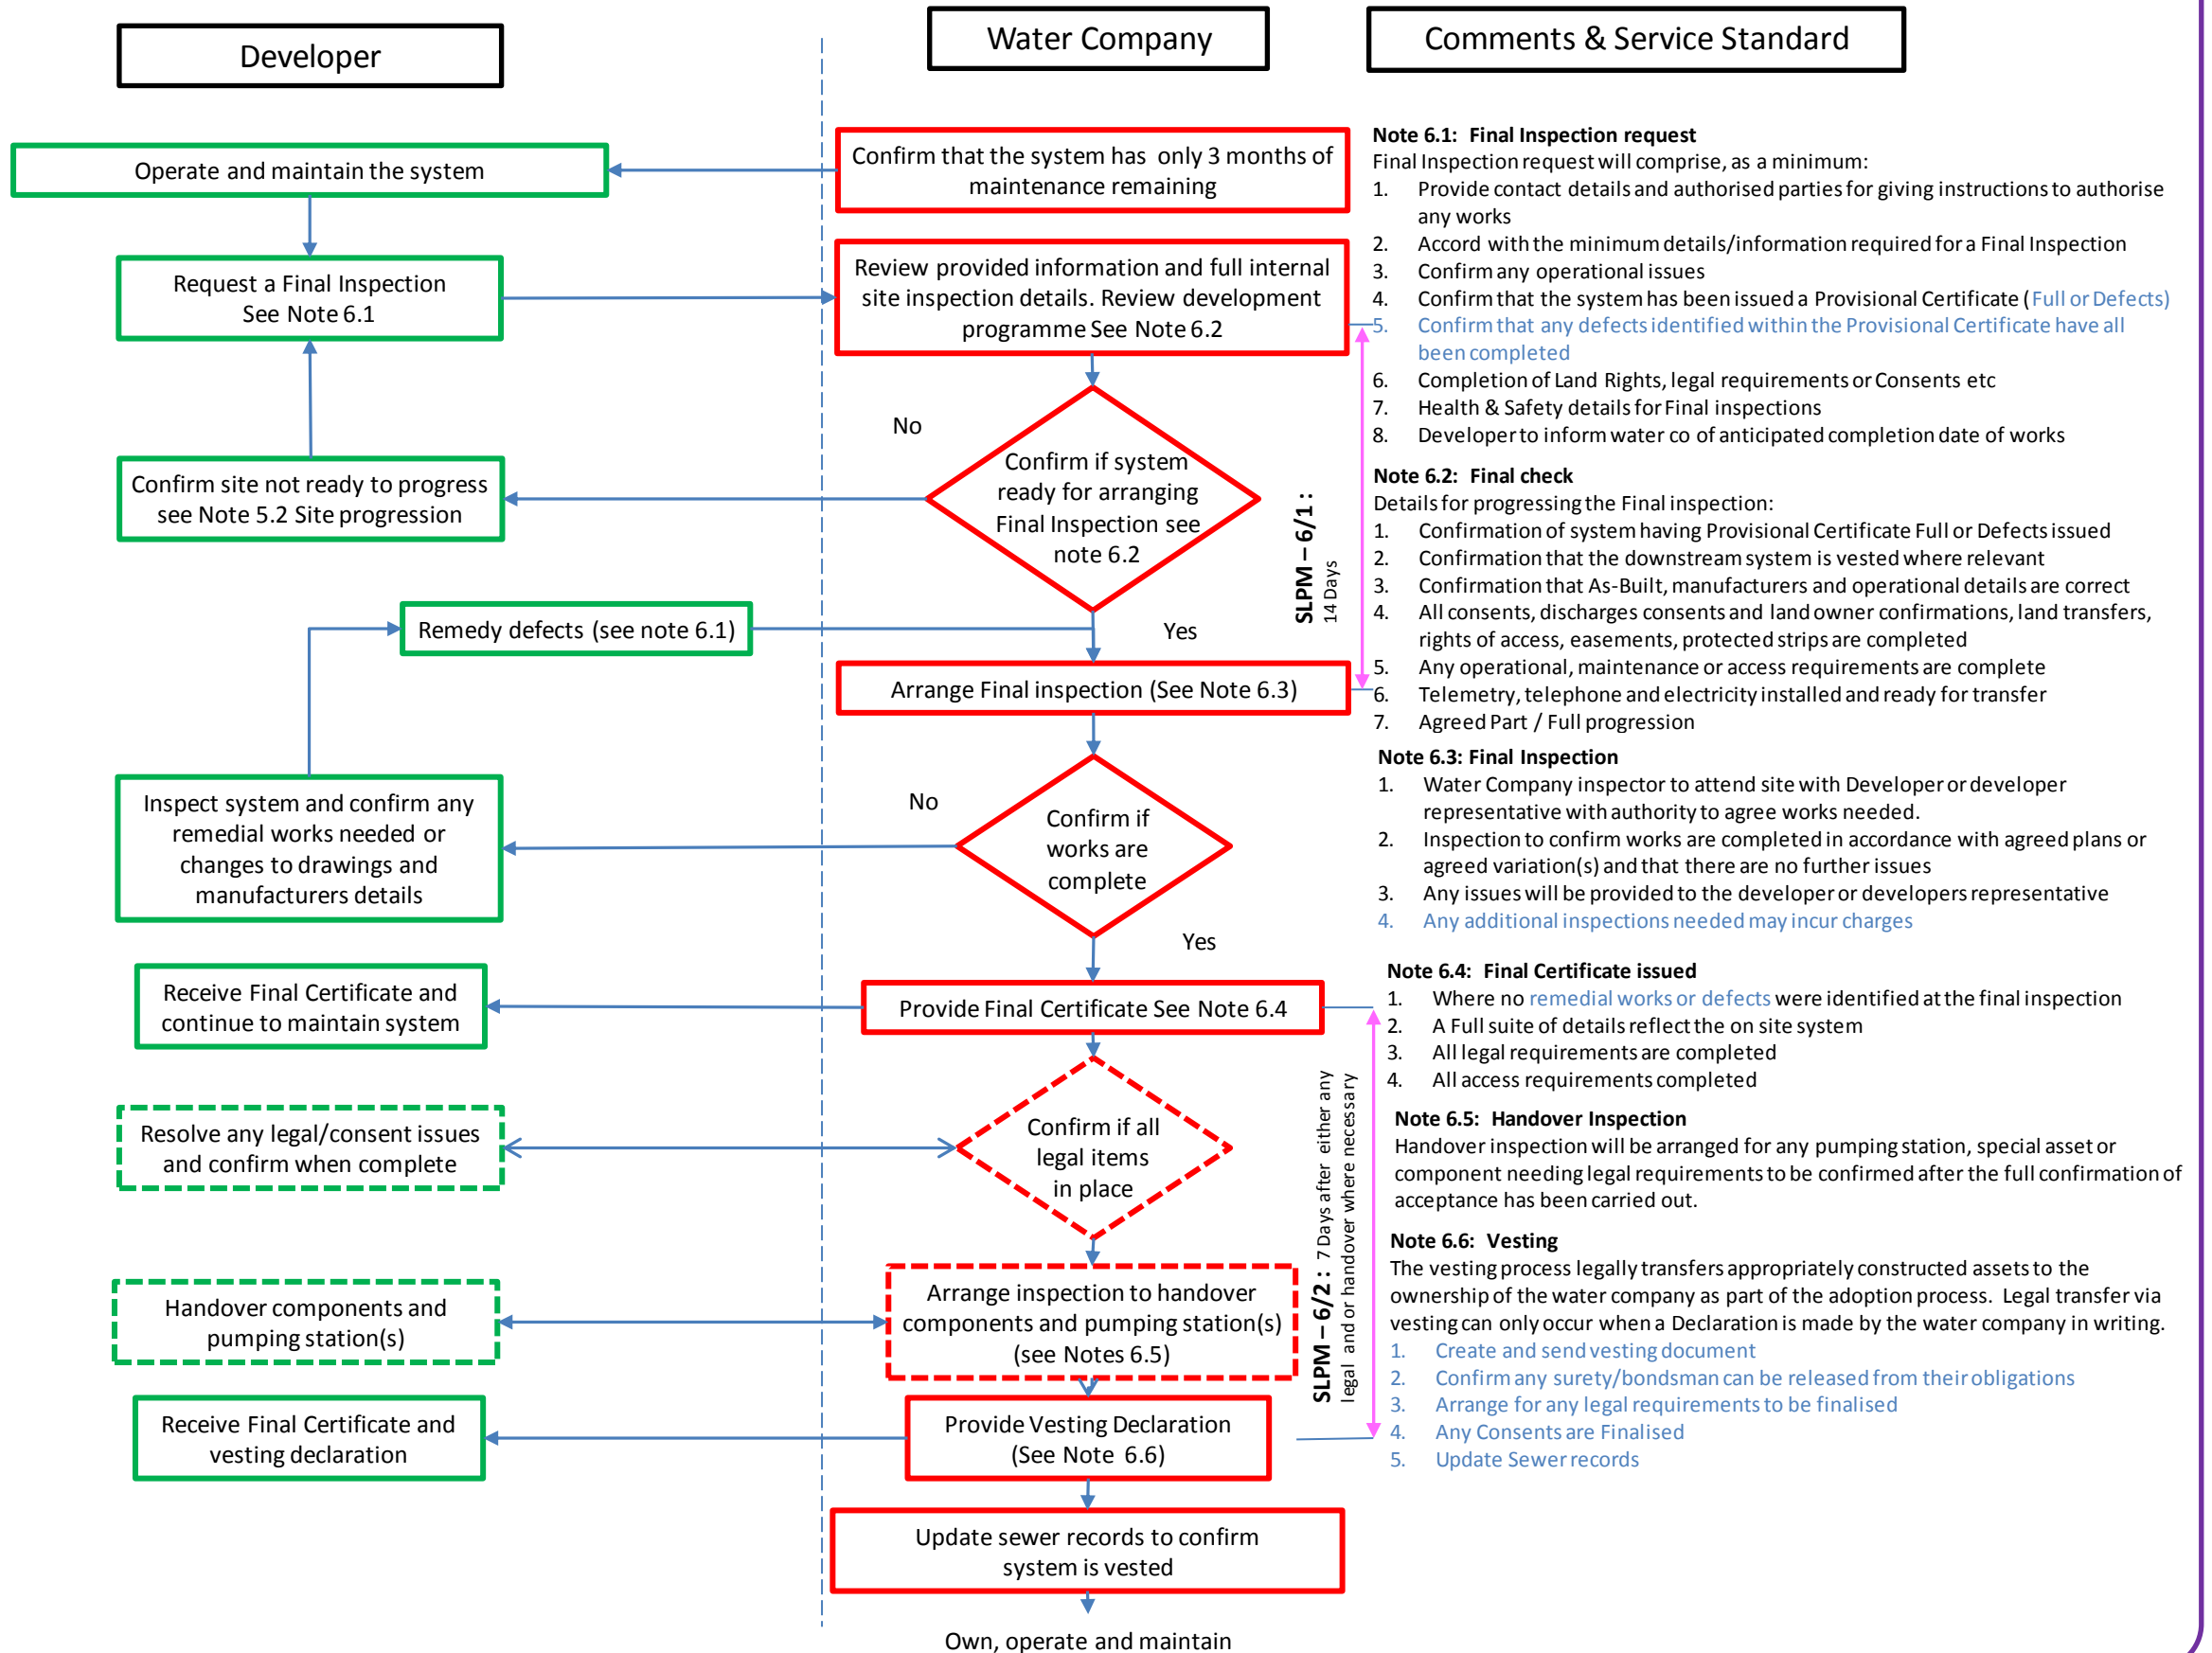 Developer
Water Company
Comments & Service Standard
Operate and maintain the system
Confirm that the system has only 3 months of
maintenance remaining
Request a Final Inspection
See Note 6.1
Review provided information and full internal
site inspection details. Review development
programme See Note 6.2
No
Confirm if system
ready for arranging
Final Inspection see
note 6.2
Confirm site not ready to progress
see Note 5.2 Site progression
Yes
SLPM – 6/1 :
14 Days
Remedy defects (see note 6.1)
Arrange Final inspection (See Note 6.3)
No
Confirm if
works are
complete
Inspect system and confirm any
remedial works needed or
changes to drawings and
manufacturers details
Yes
Receive Final Certificate and
continue to maintain system
Provide Final Certificate See Note 6.4
Resolve any legal/consent issues
and confirm when complete
Confirm if all
legal items
in place
SLPM – 6/2 : 7 Days after either any
legal and or handover where necessary
Handover components and
pumping station(s)
Arrange inspection to handover
components and pumping station(s)
(see Notes 6.5)
Receive Final Certificate and
vesting declaration
Provide Vesting Declaration
(See Note 6.6)
Update sewer records to confirm
system is vested
Own, operate and maintain
Note 6.1: Final Inspection request
Final Inspection request will comprise, as a minimum:
1. Provide contact details and authorised parties for giving instructions to authorise
any works
2. Accord with the minimum details/information required for a Final Inspection
3. Confirm any operational issues
4. Confirm that the system has been issued a Provisional Certificate (Full or Defects)
5. Confirm that any defects identified within the Provisional Certificate have all
been completed
6. Completion of Land Rights, legal requirements or Consents etc
7. Health & Safety details for Final inspections
8. Developer to inform water co of anticipated completion date of works
Note 6.2: Final check
Details for progressing the Final inspection:
1. Confirmation of system having Provisional Certificate Full or Defects issued
2. Confirmation that the downstream system is vested where relevant
3. Confirmation that As-Built, manufacturers and operational details are correct
4. All consents, discharges consents and land owner confirmations, land transfers,
rights of access, easements, protected strips are completed
5. Any operational, maintenance or access requirements are complete
6. Telemetry, telephone and electricity installed and ready for transfer
7. Agreed Part / Full progression
Note 6.3: Final Inspection
1. Water Company inspector to attend site with Developer or developer
representative with authority to agree works needed.
2. Inspection to confirm works are completed in accordance with agreed plans or
agreed variation(s) and that there are no further issues
3. Any issues will be provided to the developer or developers representative
4. Any additional inspections needed may incur charges
Note 6.4: Final Certificate issued
1. Where no remedial works or defects were identified at the final inspection
2. A Full suite of details reflect the on site system
3. All legal requirements are completed
4. All access requirements completed
Note 6.5: Handover Inspection
Handover inspection will be arranged for any pumping station, special asset or
component needing legal requirements to be confirmed after the full confirmation of
acceptance has been carried out.
Note 6.6: Vesting
The vesting process legally transfers appropriately constructed assets to the
ownership of the water company as part of the adoption process. Legal transfer via
vesting can only occur when a Declaration is made by the water company in writing.
1. Create and send vesting document
2. Confirm any surety/bondsman can be released from their obligations
3. Arrange for any legal requirements to be finalised
4. Any Consents are Finalised
5. Update Sewer records